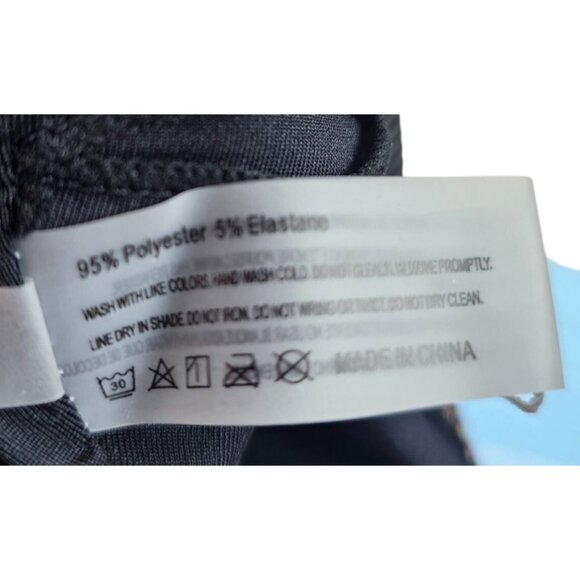 95% Polyester 5% Elastane
WASH WITH LIKE COLORS. HAND WASH COLD. DO NOT BLEACH. REMOVE PROMPTLY.
LINE DRY IN SHADE. DO NOT IRON. DO NOT WRING OR TWIST. DO NOT DRY CLEAN.
30 MADE IN CHINA